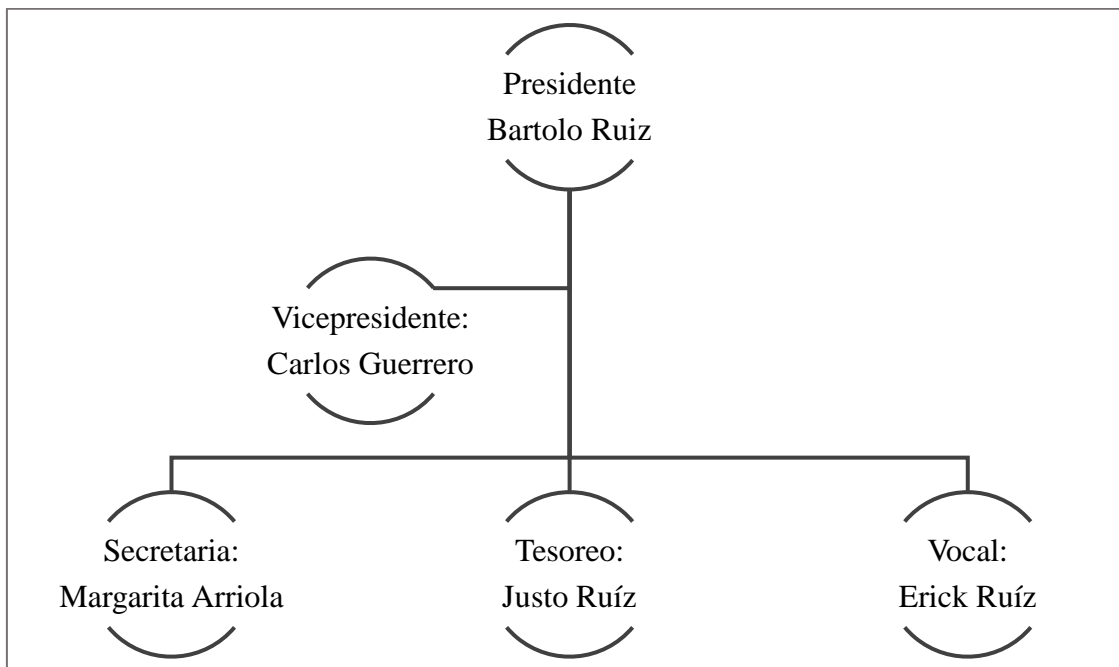 Presidente
Bartolo Ruiz
Vicepresidente:
Carlos Guerrero
Secretaria:
Margarita Arriola
Tesoreo:
Justo Ruíz
Vocal:
Erick Ruíz